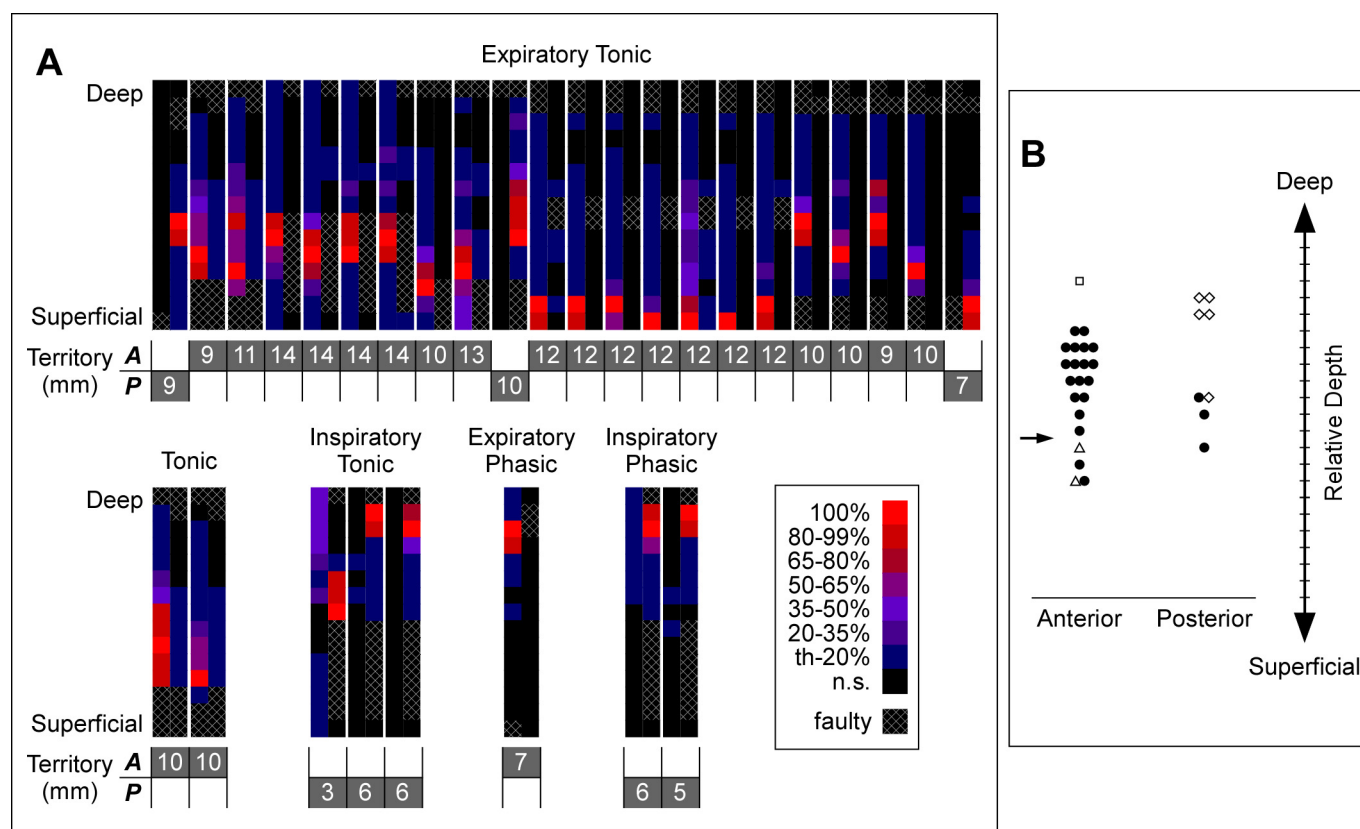 A
Expiratory Tonic
Deep
Superficial
Territory (mm)
A 9 11 14 14 14 14 10 13 12 12 12 12 12 12 12 10 10 9 10
P 9 10 7
Tonic
Inspiratory Tonic
Expiratory Phasic
Inspiratory Phasic
Deep
Superficial
Territory (mm)
A 10 10 7
P 3 6 6 6 5
100%
80-99%
65-80%
50-65%
35-50%
20-35%
th-20%
n.s.
faulty
B
Deep
Relative Depth
Anterior
Posterior
Superficial